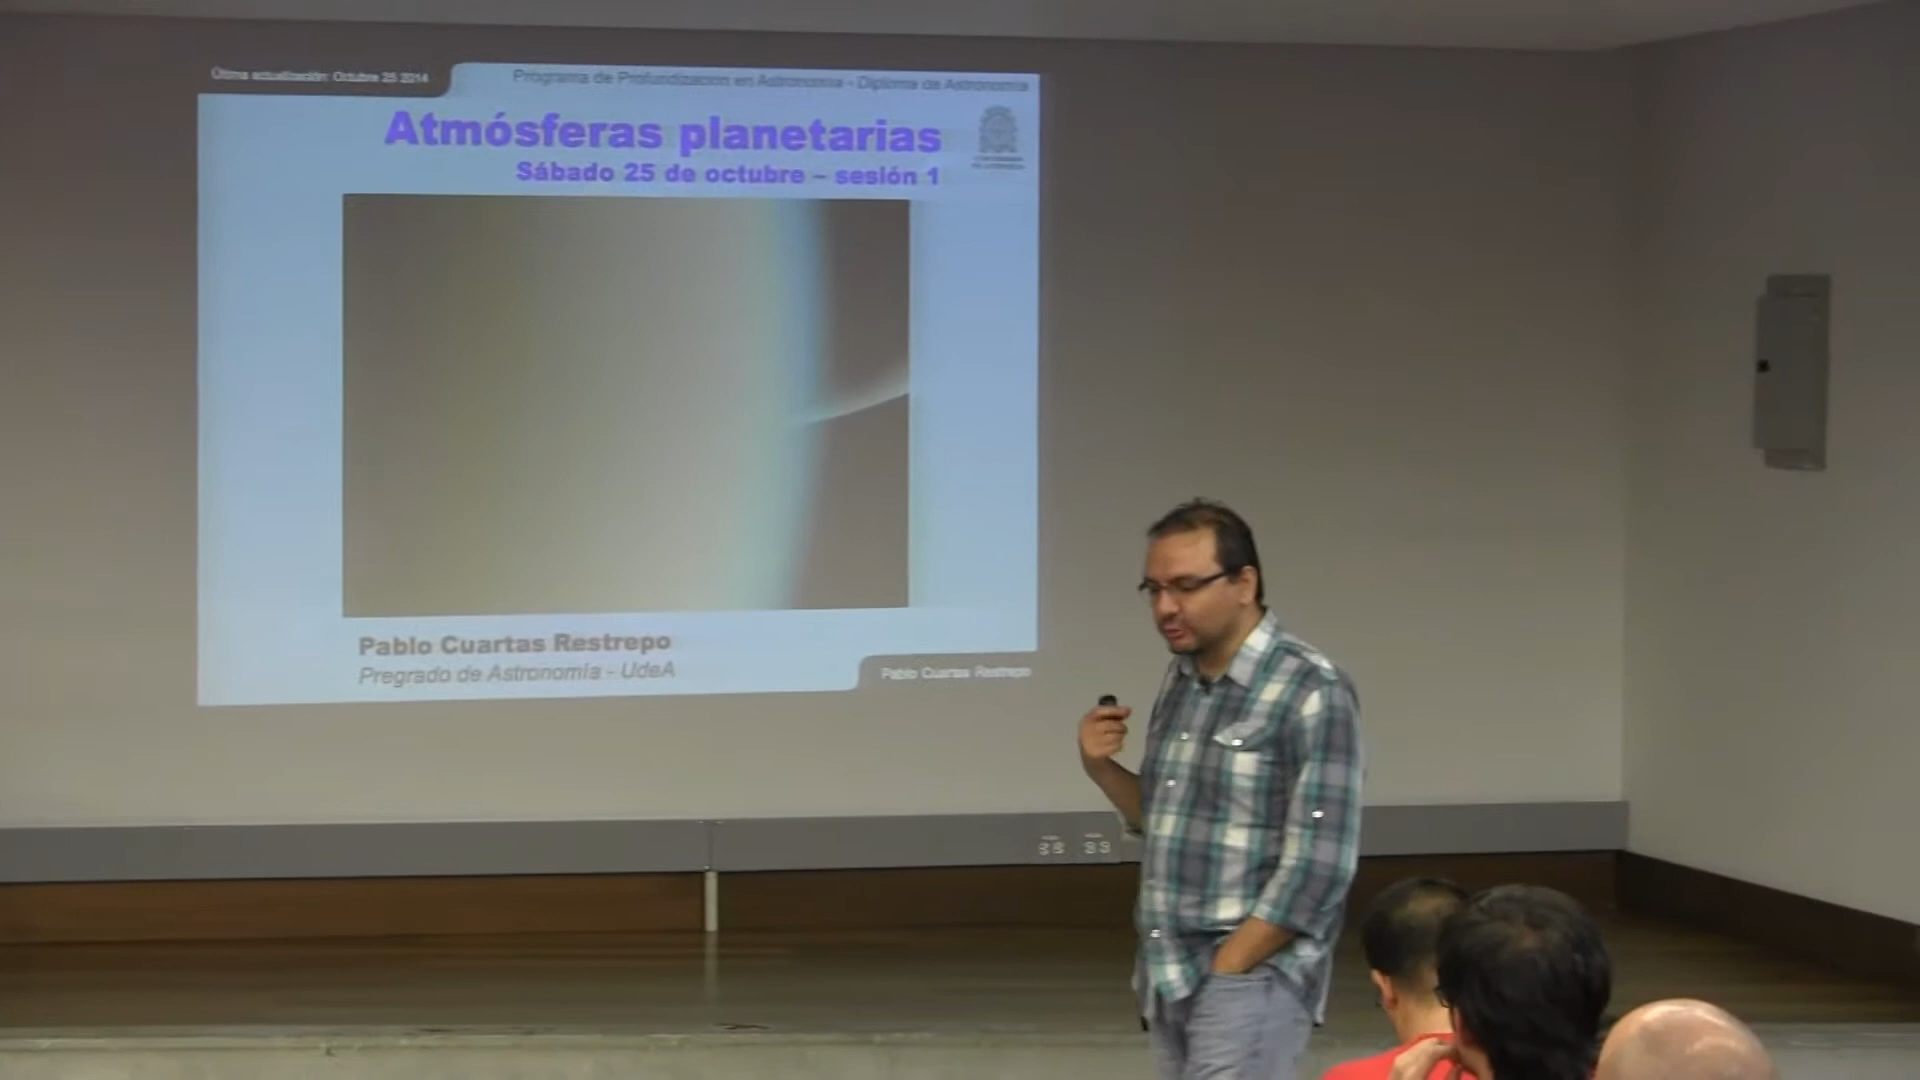 Última actualización: Octubre 25 2014
Programa de Profundización en Astronomía - Diploma de Astronomía
Atmósferas planetarias
Sábado 25 de octubre – sesión 1
Pablo Cuartas Restrepo
Pregrado de Astronomía - UdeA
Pablo Cuartas Restrepo